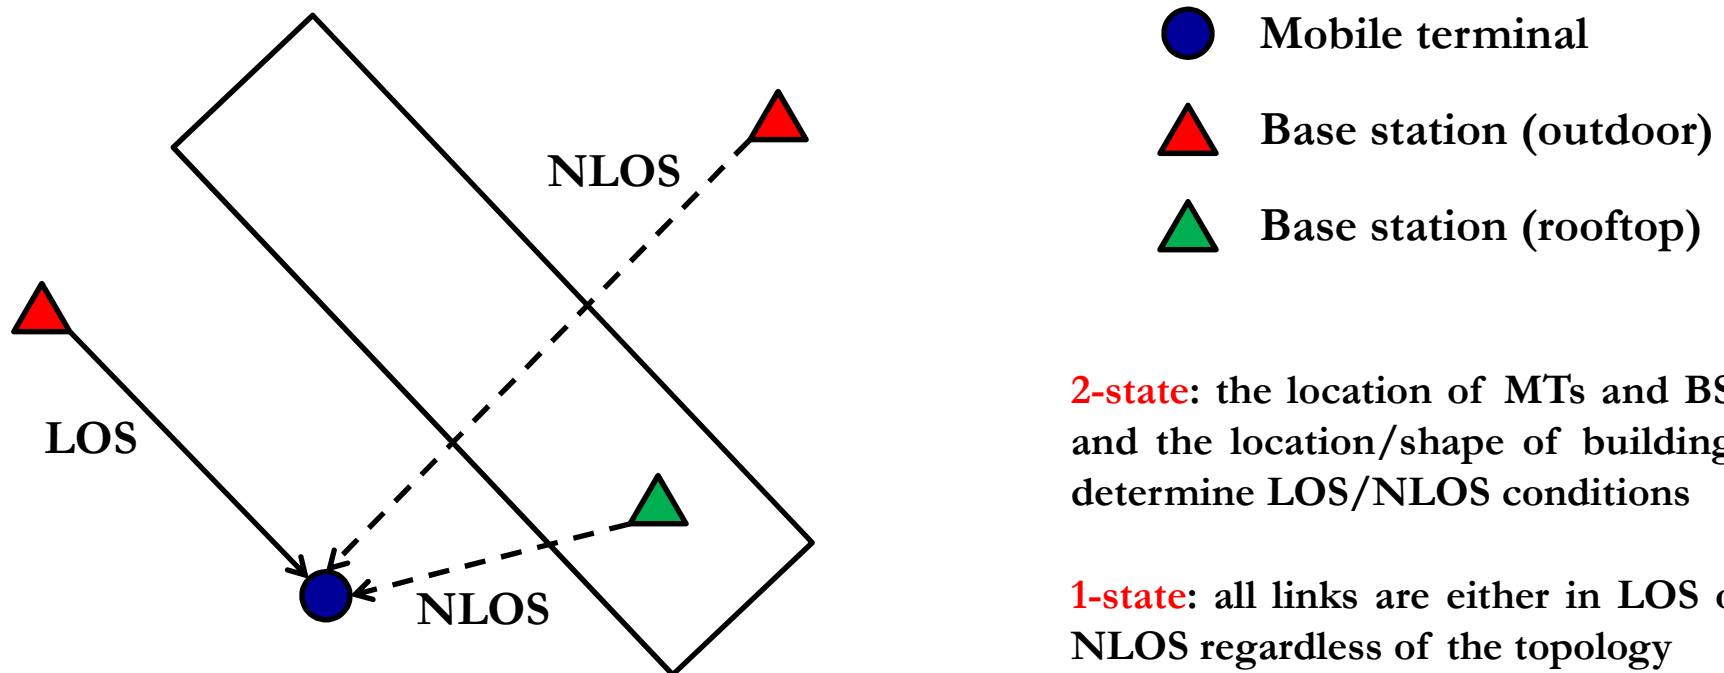 NLOS
LOS
NLOS
Mobile terminal
Base station (outdoor)
Base station (rooftop)
2-state: the location of MTs and BS
and the location/shape of building
determine LOS/NLOS conditions
1-state: all links are either in LOS o
NLOS regardless of the topology